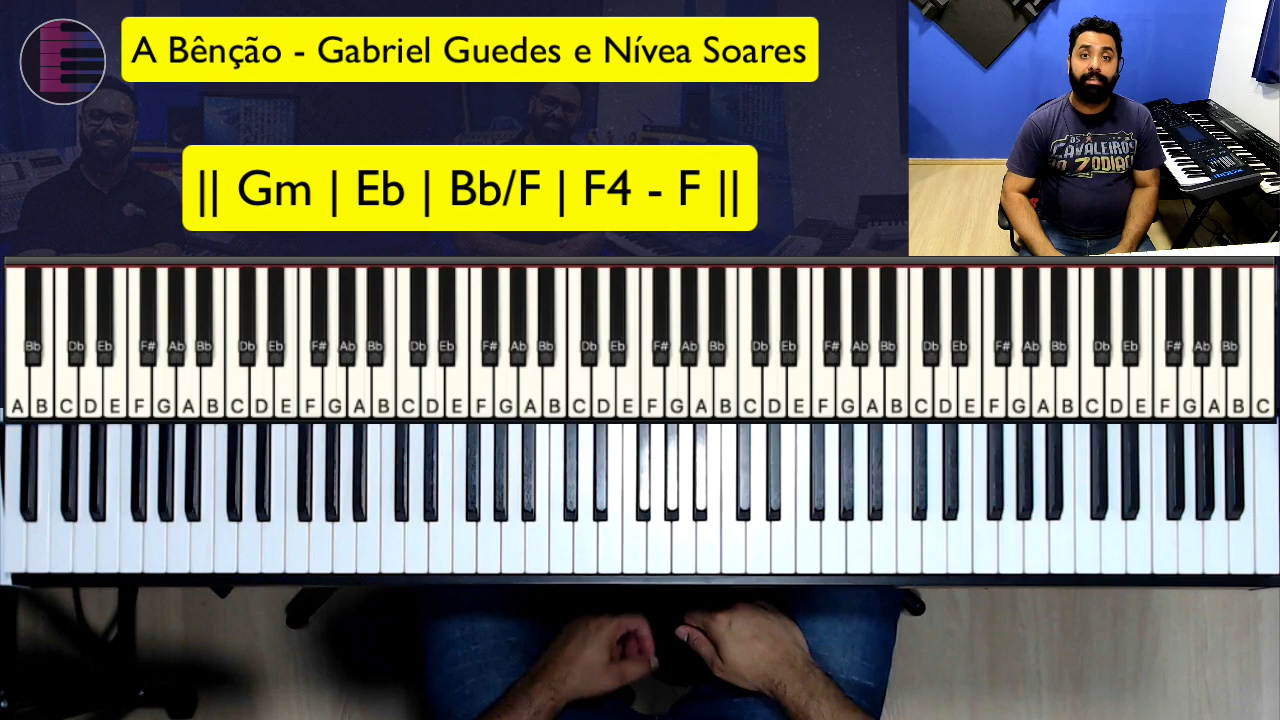 A Bênção - Gabriel Guedes e Nívea Soares
|| Gm | Eb | Bb/F | F4 - F ||
OS
CAVALEIROS
DO ZODIACO
Bb Db Eb F# Ab Bb Db Eb F# Ab Bb Db Eb F# Ab Bb Db Eb F# Ab Bb Db Eb F# Ab Bb Db Eb F# Ab Bb Db Eb F# Ab Bb
A B C D E F G A B C D E F G A B C D E F G A B C D E F G A B C D E F G A B C D E F G A B C D E F G A B C